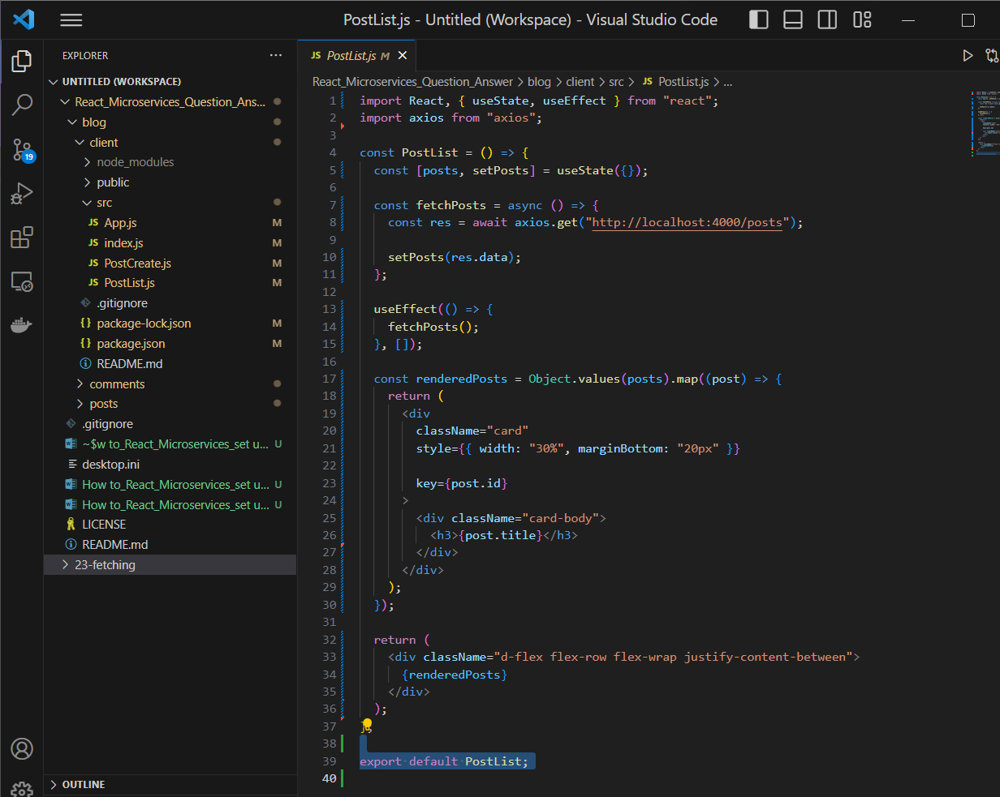 PostList.js - Untitled (Workspace) - Visual Studio Code
EXPLORER
UNTITLED (WORKSPACE)
React_Microservices_Question_Ans...
blog
client
node_modules
public
src
JS App.js M
JS index.js M
JS PostCreate.js M
JS PostList.js M
.gitignore
{} package-lock.json M
{} package.json M
README.md
comments
posts
.gitignore
~$w to_React_Microservices_set u... U
desktop.ini
How to_React_Microservices_set u... U
How to_React_Microservices_set u... U
LICENSE
README.md
23-fetching
OUTLINE
19
JS PostList.js M
React_Microservices_Question_Answer > blog > client > src > JS PostList.js > ...
1 import React, { useState, useEffect } from "react";
2 import axios from "axios";
3
4 const PostList = () => {
5 const [posts, setPosts] = useState({});
6
7 const fetchPosts = async () => {
8 const res = await axios.get("http://localhost:4000/posts");
9
10 setPosts(res.data);
11 };
12
13 useEffect(() => {
14 fetchPosts();
15 }, []);
16
17 const renderedPosts = Object.values(posts).map((post) => {
18 return (
19 <div
20 className="card"
21 style={{ width: "30%", marginBottom: "20px" }}
22
23 key={post.id}
24 >
25 <div className="card-body">
26 <h3>{post.title}</h3>
27 </div>
28 </div>
29 );
30 });
31
32 return (
33 <div className="d-flex flex-row flex-wrap justify-content-between">
34 {renderedPosts}
35 </div>
36 );
37 };
38
39 export default PostList;
40